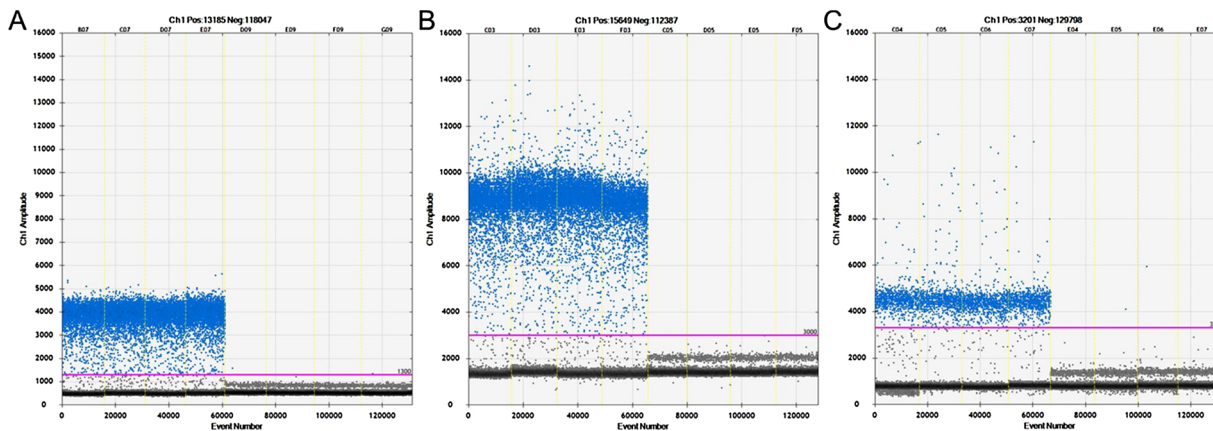 A
Ch1 Pos:13185 Neg:118047
B07 C07 D07 E07 D09 E09 F09 G09
16000
15000
14000
13000
12000
11000
10000
9000
8000
7000
6000
5000
4000
3000
2000
1000
0
Ch1 Amplitude
1300
0 20000 40000 60000 80000 100000 120000
Event Number
B
Ch1 Pos:15649 Neg:112387
C03 D03 E03 F03 C05 D05 E05 F05
16000
14000
12000
10000
8000
6000
4000
2000
0
Ch1 Amplitude
3000
0 20000 40000 60000 80000 100000 120000
Event Number
C
Ch1 Pos:3201 Neg:129798
C04 C05 C06 C07 E04 E05 E06 E07
16000
14000
12000
10000
8000
6000
4000
2000
0
Ch1 Amplitude
3
0 20000 40000 60000 80000 100000 120000
Event Number